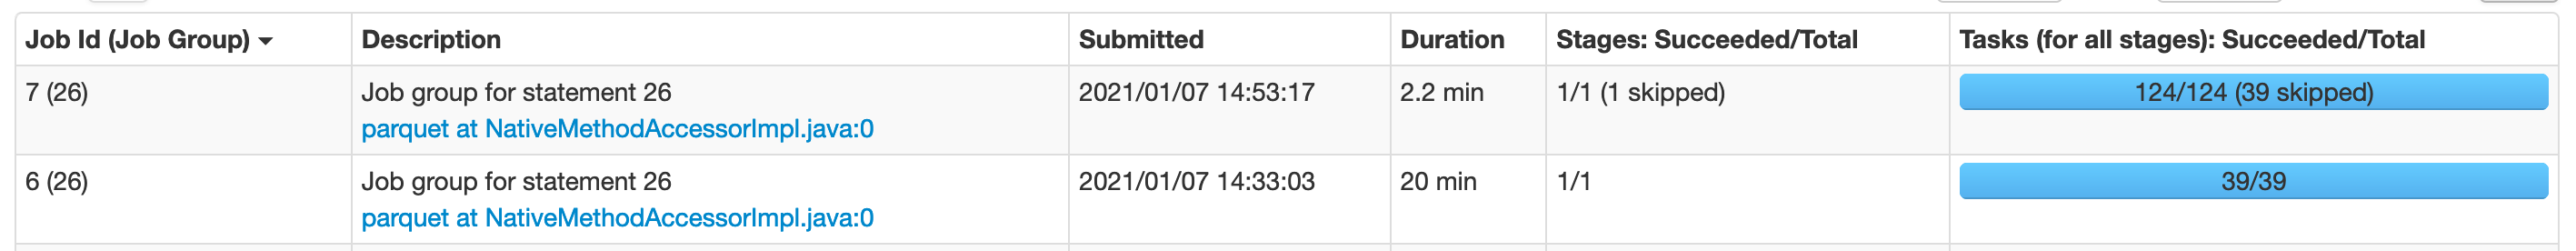 Job Id (Job Group) Description Submitted Duration Stages: Succeeded/Total Tasks (for all stages): Succeeded/Total
7 (26) Job group for statement 26 2021/01/07 14:53:17 2.2 min 1/1 (1 skipped) 124/124 (39 skipped)
parquet at NativeMethodAccessorImpl.java:0
6 (26) Job group for statement 26 2021/01/07 14:33:03 20 min 1/1 39/39
parquet at NativeMethodAccessorImpl.java:0